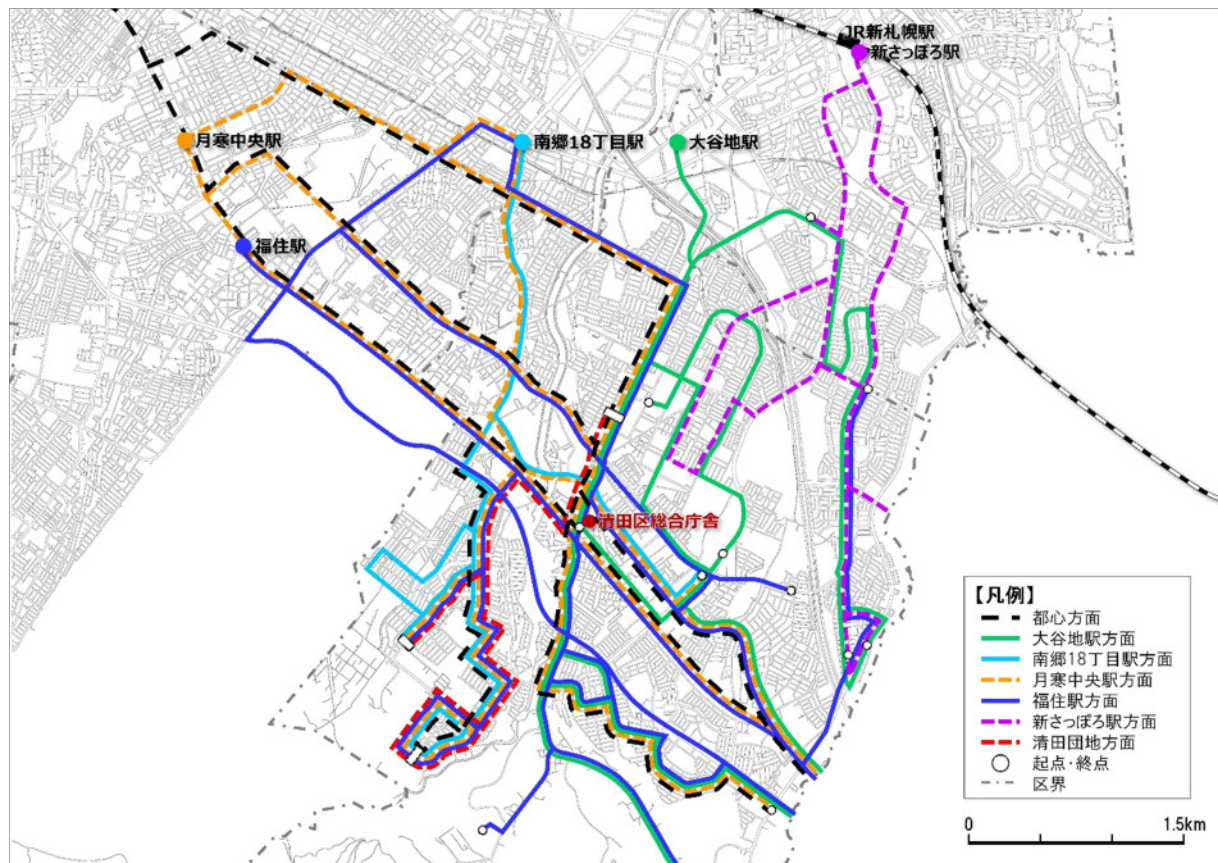 JR新札幌駅
新さっぽろ駅
月寒中央駅
南郷18丁目駅
大谷地駅
福住駅
清田区総合庁舎
【凡例】
都心方面
大谷地駅方面
南郷18丁目駅方面
月寒中央駅方面
福住駅方面
新さっぽろ駅方面
清田団地方面
起点・終点
区界
0 1.5km